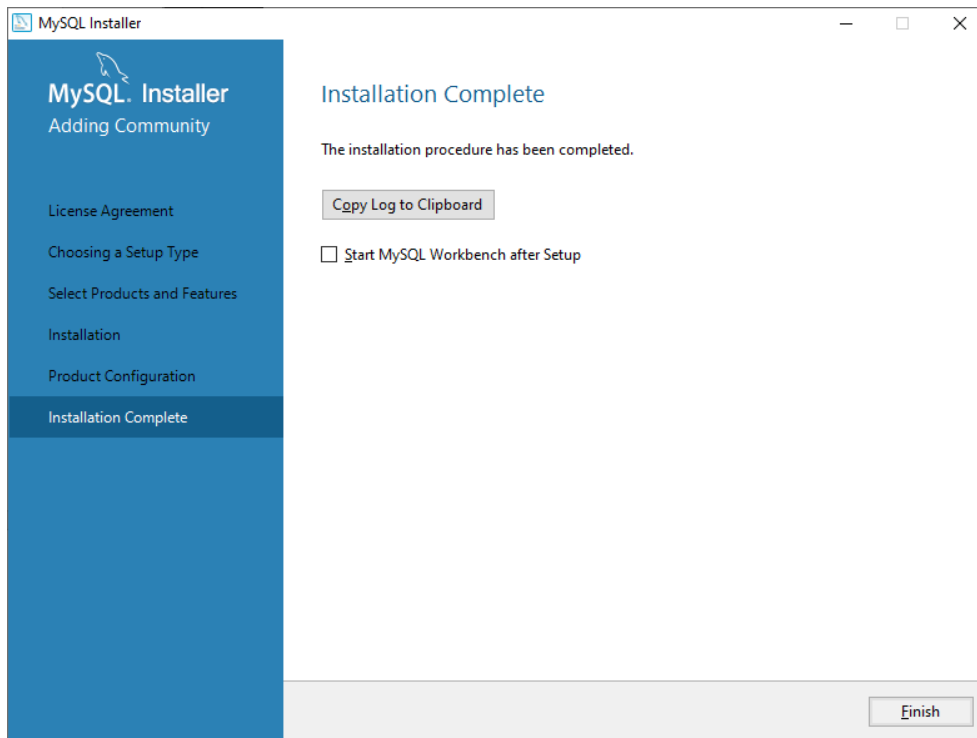 MySQL Installer
MySQL. Installer
Adding Community
License Agreement
Choosing a Setup Type
Select Products and Features
Installation
Product Configuration
Installation Complete
Installation Complete
The installation procedure has been completed.
Copy Log to Clipboard
Start MySQL Workbench after Setup
Finish